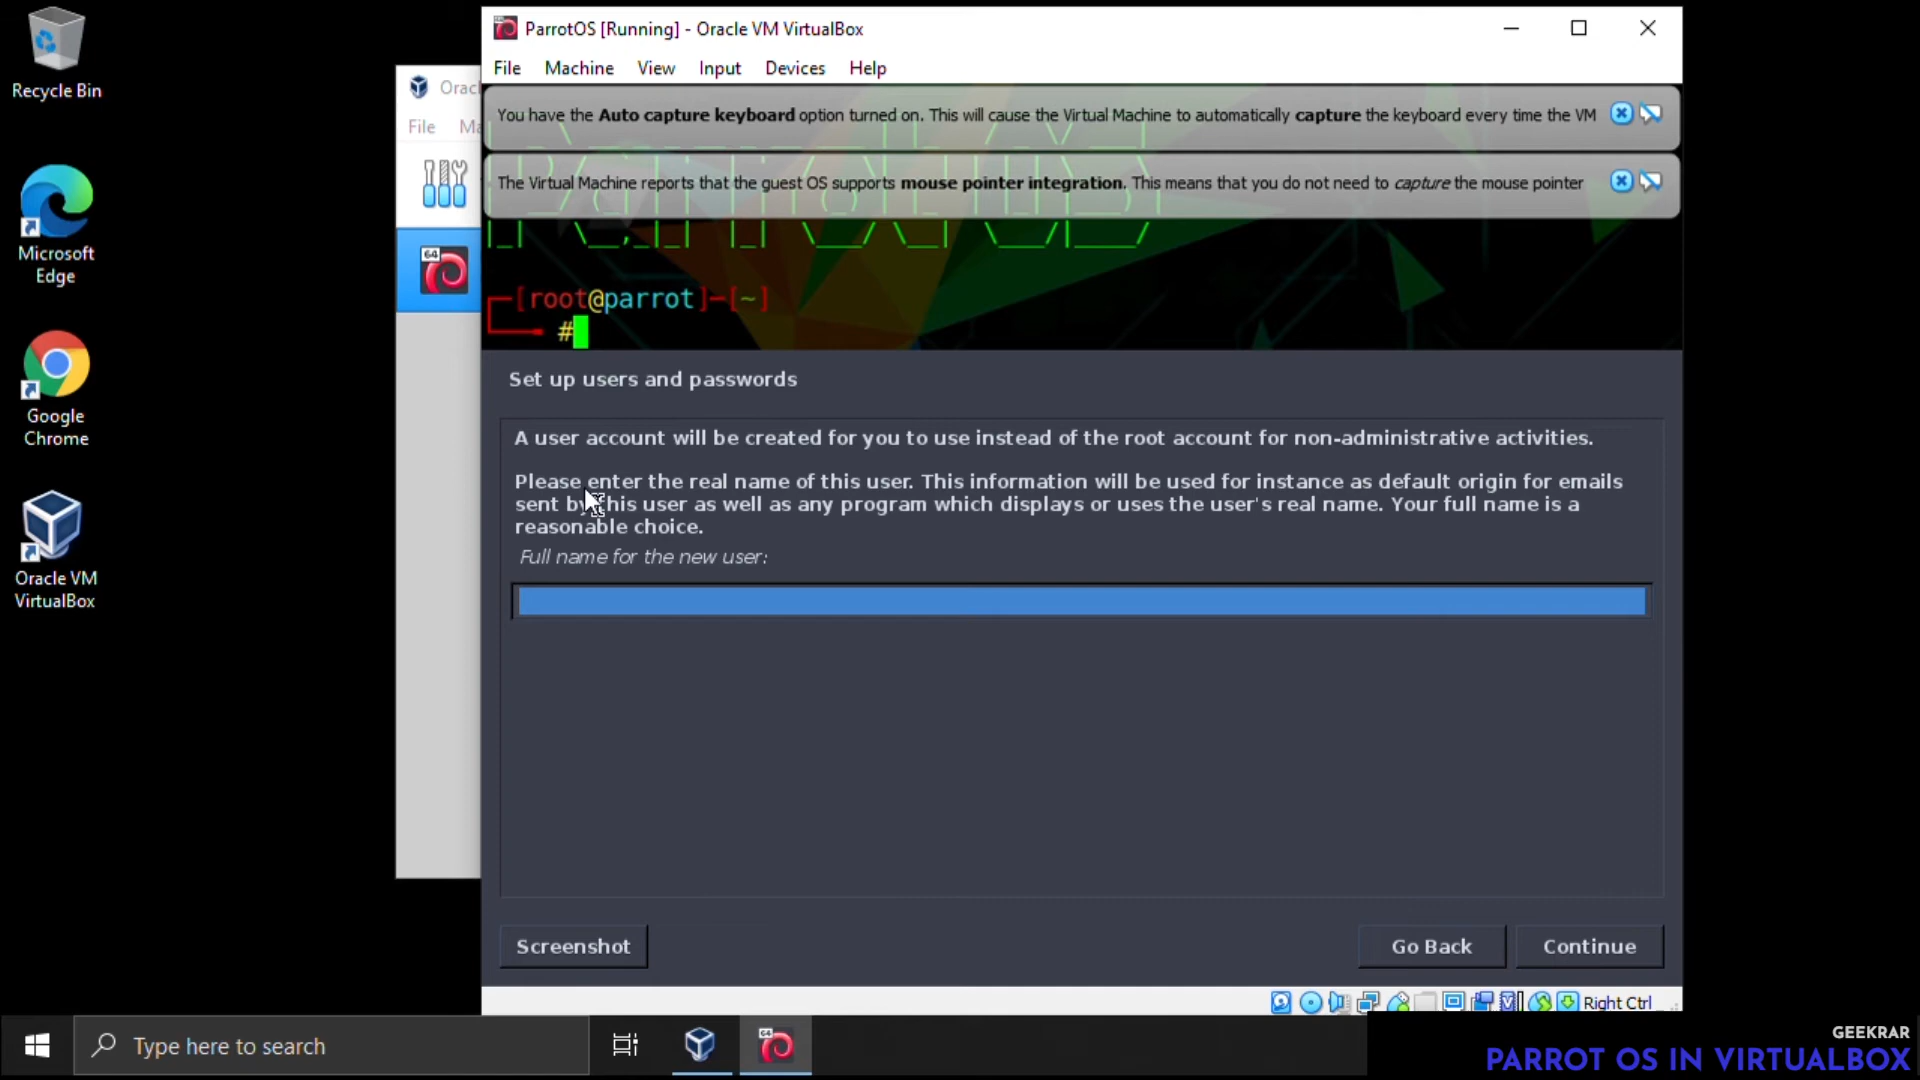 Recycle Bin
Microsoft
Edge
Google
Chrome
Oracle VM
VirtualBox
Orac
File Ma
64
ParrotOS [Running] - Oracle VM VirtualBox
File Machine View Input Devices Help
You have the Auto capture keyboard option turned on. This will cause the Virtual Machine to automatically capture the keyboard every time the VM
The Virtual Machine reports that the guest OS supports mouse pointer integration. This means that you do not need to capture the mouse pointer
[root@parrot]-[~]
#
Set up users and passwords
A user account will be created for you to use instead of the root account for non-administrative activities.
Please enter the real name of this user. This information will be used for instance as default origin for emails
sent by this user as well as any program which displays or uses the user's real name. Your full name is a
reasonable choice.
Full name for the new user:
Screenshot Go Back Continue
Right Ctrl
Type here to search
64
GEEKRAR
PARROT OS IN VIRTUALBOX